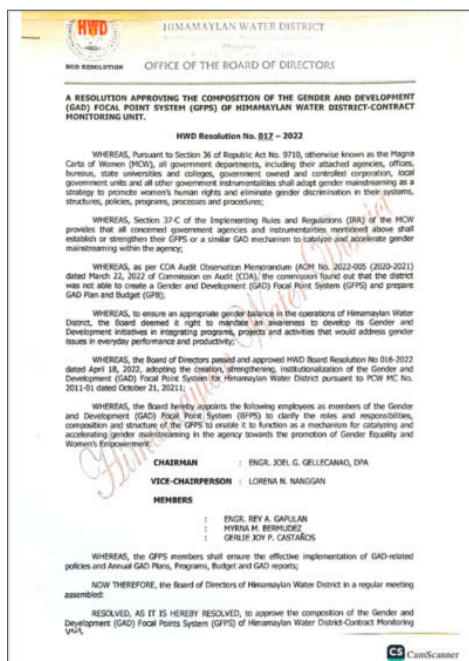 HWD
HIMAMAYLAN WATER DISTRICT
BOD RESOLUTION
OFFICE OF THE BOARD OF DIRECTORS
A RESOLUTION APPROVING THE COMPOSITION OF THE GENDER AND DEVELOPMENT
(GAD) FOCAL POINT SYSTEM (GFPS) OF HIMAMAYLAN WATER DISTRICT-CONTRACT
MONITORING UNIT.
HWD Resolution No. 017 – 2022
WHEREAS, Pursuant to Section 36 of Republic Act No. 9710, otherwise known as the Magna
Carta of Women (MCW), all government departments, including their attached agencies, offices,
bureaus, state universities and colleges, government owned and controlled corporation, local
government units and all other government instrumentalities shall adopt gender mainstreaming as a
strategy to promote women's human rights and eliminate gender discrimination in their systems,
structures, policies, programs, processes and procedures;
WHEREAS, Section 37-C of the Implementing Rules and Regulations (IRR) of the MCW
provides that all concerned government agencies and instrumentalities mentioned above shall
establish or strengthen their GFPS or a similar GAD mechanism to catalyze and accelerate gender
mainstreaming within the agency;
WHEREAS, as per COA Audit Observation Memorandum (AOM No. 2022-005 (2020-2021)
dated March 22, 2022 of Commission on Audit (COA), the commission found out that the district
was not able to create a Gender and Development (GAD) Focal Point System (GFPS) and prepare
GAD Plan and Budget (GPB);
WHEREAS, to ensure an appropriate gender balance in the operations of Himamaylan Water
District, the Board deemed it right to mandate an awareness to develop its Gender and
Development initiatives in integrating programs, projects and activities that would address gender
issues in everyday performance and productivity;
WHEREAS, the Board of Directors passed and approved HWD Board Resolution No 016-2022
dated April 18, 2022, adopting the creation, strengthening, institutionalization of the Gender and
Development (GAD) Focal Point System for Himamaylan Water District pursuant to PCW MC No.
2011-01 dated October 21, 2011;
WHEREAS, the Board hereby appoints the following employees as members of the Gender
and Development (GAD) Focal Point System (GFPS) to clarify the roles and responsibilities,
composition and structure of the GFPS to enable it to function as a mechanism for catalyzing and
accelerating gender mainstreaming in the agency towards the promotion of Gender Equality and
Women's Empowerment.
CHAIRMAN : ENGR. JOEL G. GELLECANAO, DPA
VICE-CHAIRPERSON : LORENA N. NANGGAN
MEMBERS
: ENGR. REY A. GAPULAN
: MYRNA M. BERMUDEZ
: GERLIE JOY P. CASTAÑOS
WHEREAS, the GFPS members shall ensure the effective implementation of GAD-related
policies and Annual GAD Plans, Programs, Budget and GAD reports;
NOW THEREFORE, the Board of Directors of Himamaylan Water District in a regular meeting
assembled:
RESOLVED, AS IT IS HEREBY RESOLVED, to approve the composition of the Gender and
Development (GAD) Focal Points System (GFPS) of Himamaylan Water District-Contract Monitoring
Unit
Himamaylan Water District
CS CamScanner